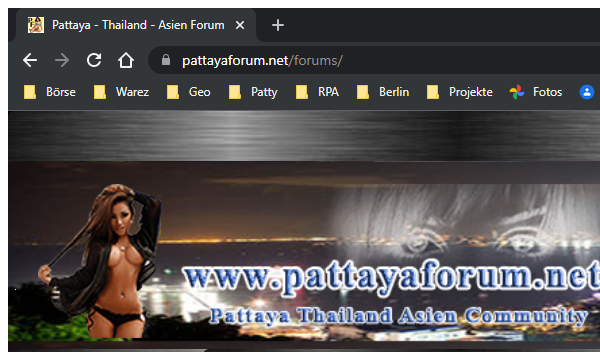 Pattaya - Thailand - Asien Forum
pattayaforum.net/forums/
Börse Warez Geo Patty RPA Berlin Projekte Fotos
www.pattayaforum.net
Pattaya Thailand Asien Community